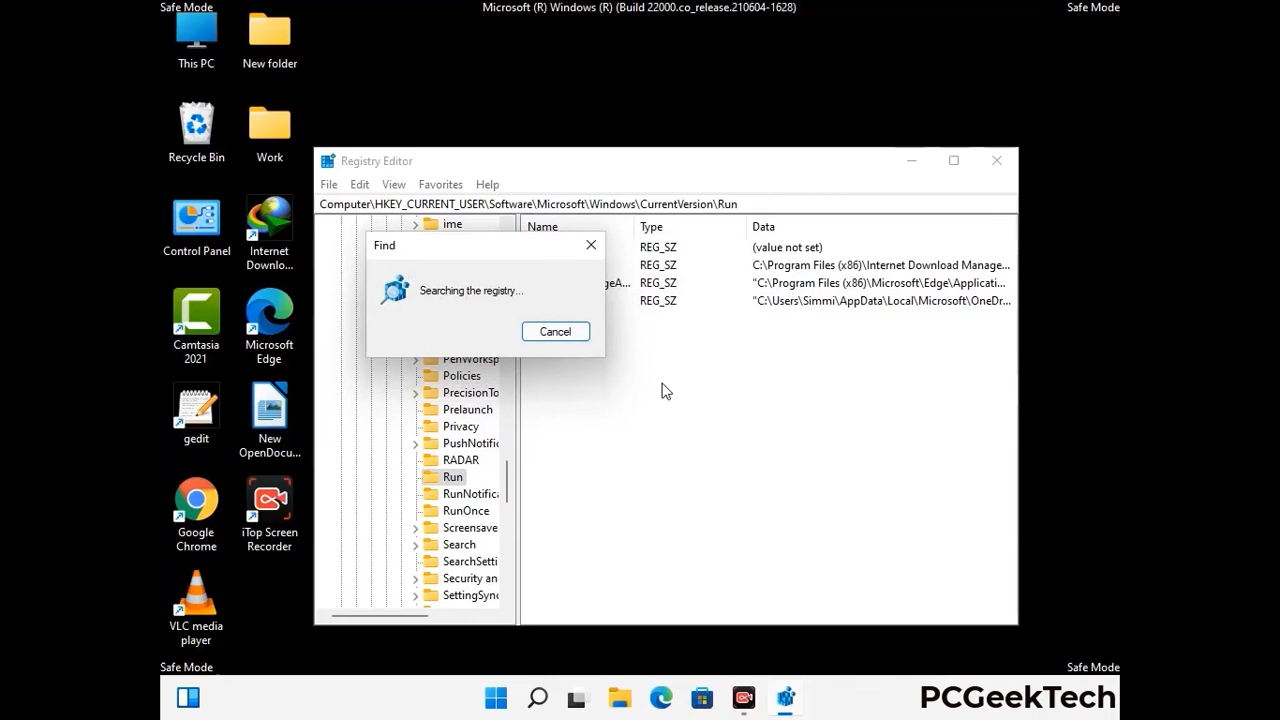 Safe Mode
Microsoft (R) Windows (R) (Build 22000.co_release.210604-1628)
Safe Mode
This PC
New folder
Recycle Bin
Work
Control Panel
Internet
Downlo...
Camtasia
2021
Microsoft
Edge
gedit
New
OpenDocu...
Google
Chrome
iTop Screen
Recorder
VLC media
player
Registry Editor
File Edit View Favorites Help
Computer\HKEY_CURRENT_USER\Software\Microsoft\Windows\CurrentVersion\Run
ime
PenWorksp
Policies
PrecisionTo
Prelaunch
Privacy
PushNotific
RADAR
Run
RunNotifica
RunOnce
Screensave
Search
SearchSetti
Security an
SettingSync
Name Type Data
REG_SZ (value not set)
REG_SZ C:\Program Files (x86)\Internet Download Manage...
geA... REG_SZ "C:\Program Files (x86)\Microsoft\Edge\Applicati...
REG_SZ "C:\Users\Simmi\AppData\Local\Microsoft\OneDr...
Find
Searching the registry...
Cancel
Safe Mode
Safe Mode
PCGeekTech